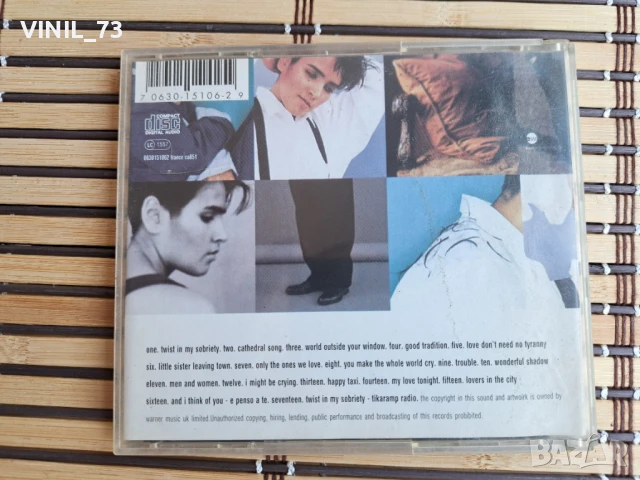 VINIL_73
7 0630-15106-2 9
COMPACT
disc
DIGITAL AUDIO
LC 1557
0630151062 france ca851
one. twist in my sobriety. two. cathedral song. three. world outside your window. four. good tradition. five. love don't need no tyranny
six. little sister leaving town. seven. only the ones we love. eight. you make the whole world cry. nine. trouble. ten. wonderful shadow
eleven. men and women. twelve. i might be crying. thirteen. happy taxi. fourteen. my love tonight. fifteen. lovers in the city
sixteen. and i think of you - e penso a te. seventeen. twist in my sobriety - tikaramp radio. the copyright in this sound and artwork is owned by
warner music uk limited.Unauthorized copying, hiring, lending, public performance and broadcasting of this records prohibited.
BAZAR